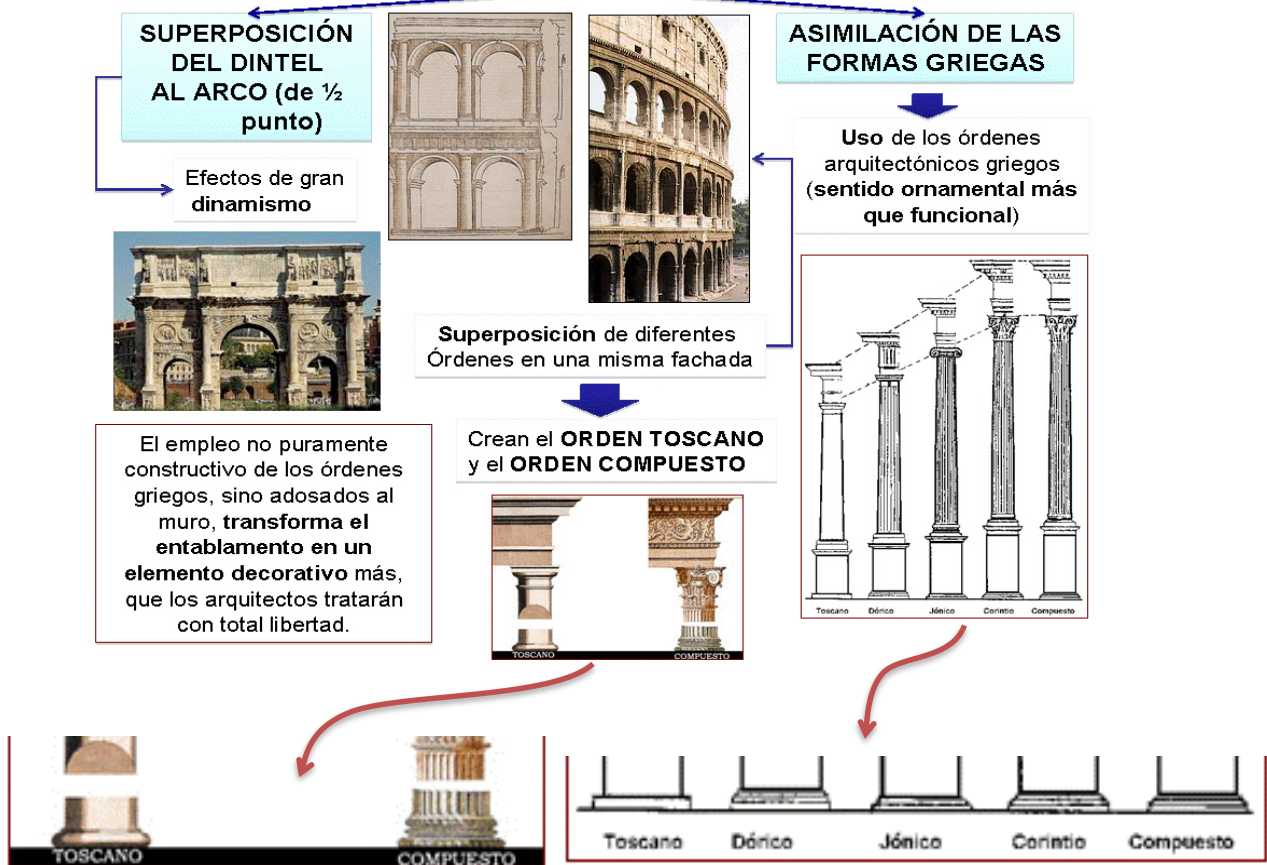 SUPERPOSICIÓN
DEL DINTEL
AL ARCO (de ½
punto)
Efectos de gran
dinamismo
El empleo no puramente
constructivo de los órdenes
griegos, sino adosados al
muro, transforma el
entablamento en un
elemento decorativo más,
que los arquitectos tratarán
con total libertad.
Superposición de diferentes
Órdenes en una misma fachada
Crean el ORDEN TOSCANO
y el ORDEN COMPUESTO
TOSCANO COMPUESTO
ASIMILACIÓN DE LAS
FORMAS GRIEGAS
Uso de los órdenes
arquitectónicos griegos
(sentido ornamental más
que funcional)
Toscano Dórico Jónico Corintio Compuesto
TOSCANO COMPUESTO
Toscano Dórico Jónico Corintio Compuesto